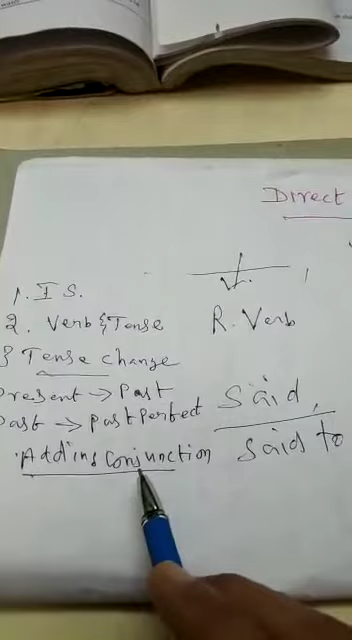 Direct
1. I S.
2. Verb & Tense R. Verb
3 Tense change
Present → Past
Past → Past Perfect Said,
Adding Conjunction Said to